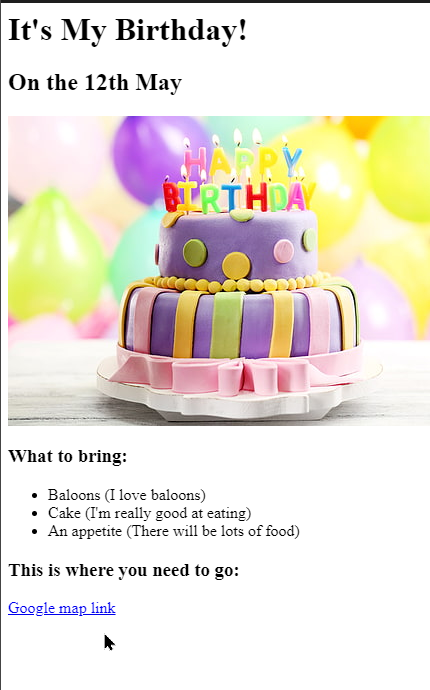 It's My Birthday!
On the 12th May
HAPPY
BIRTHDAY
What to bring:
Baloons (I love baloons)
Cake (I'm really good at eating)
An appetite (There will be lots of food)
This is where you need to go:
Google map link